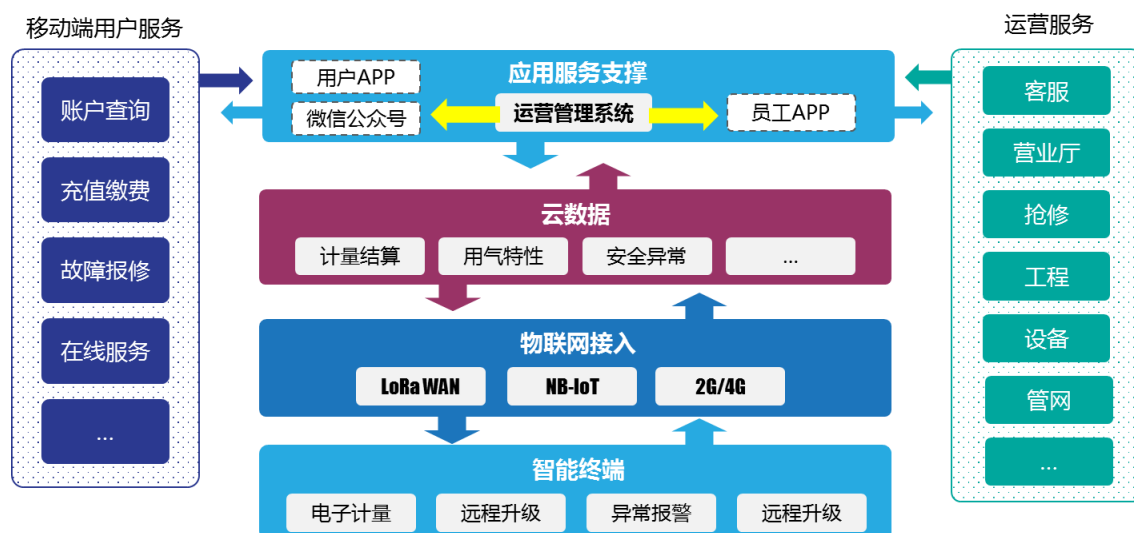 移动端用户服务
账户查询
充值缴费
故障报修
在线服务
...
应用服务支撑
用户APP
微信公众号
运营管理系统
员工APP
云数据
计量结算
用气特性
安全异常
...
物联网接入
LoRaWAN
NB-IoT
2G/4G
智能终端
电子计量
远程升级
异常报警
远程升级
运营服务
客服
营业厅
抢修
工程
设备
管网
...